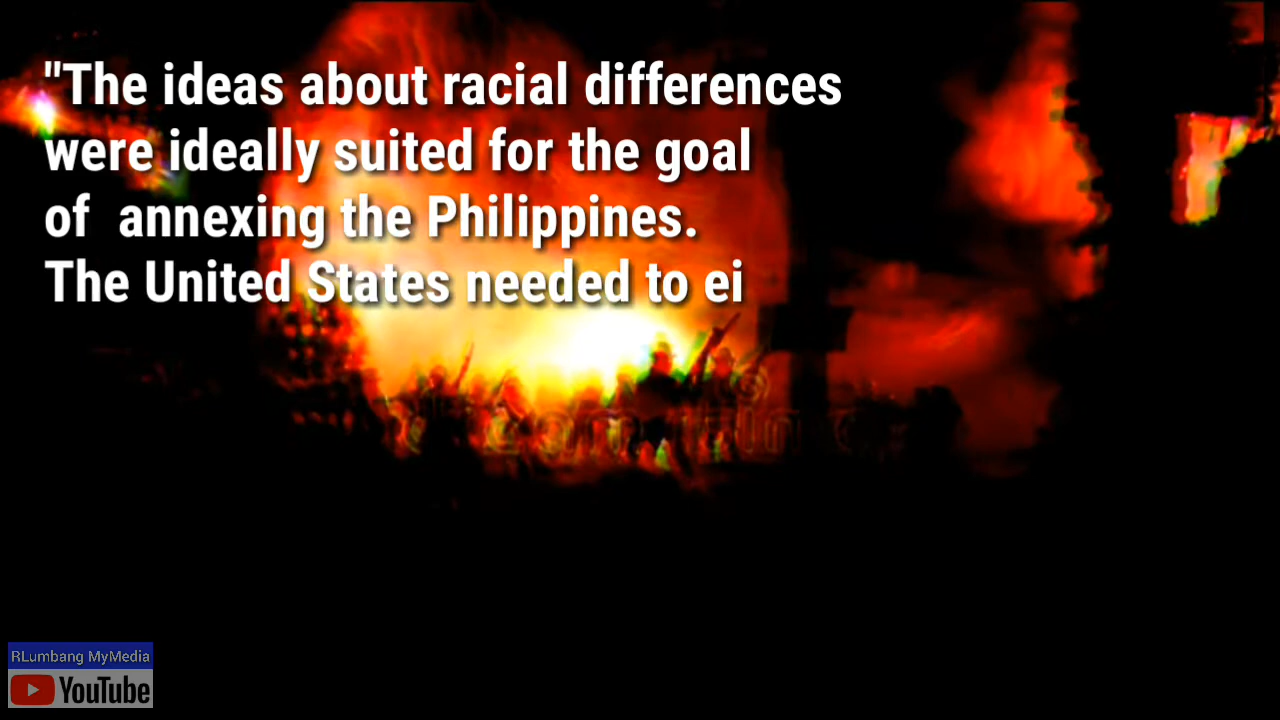 "The ideas about racial differences
were ideally suited for the goal
of  annexing the Philippines.
The United States needed to ei
RLumbang MyMedia
YouTube